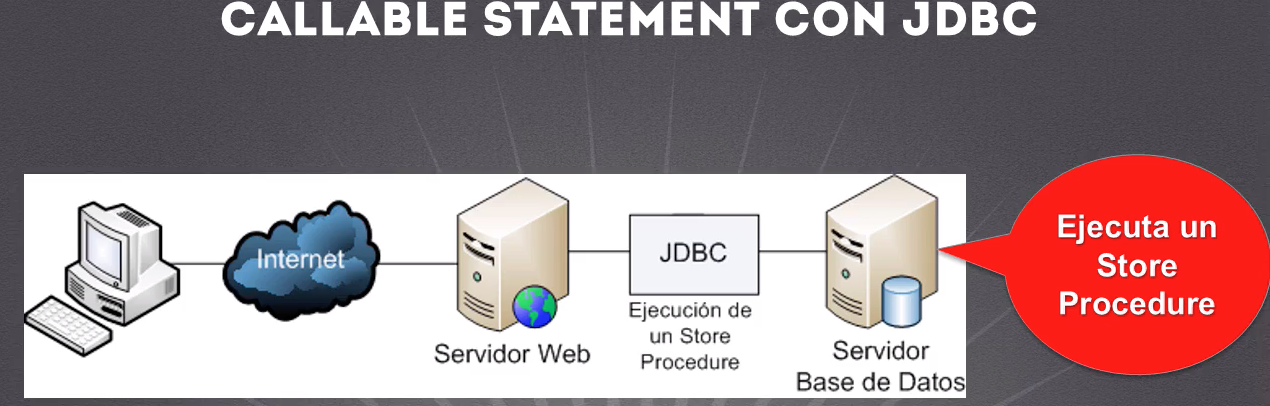 CALLABLE STATEMENT CON JDBC
Internet
Servidor Web
JDBC
Ejecución de
un Store
Procedure
Servidor
Base de Datos
Ejecuta un
Store
Procedure